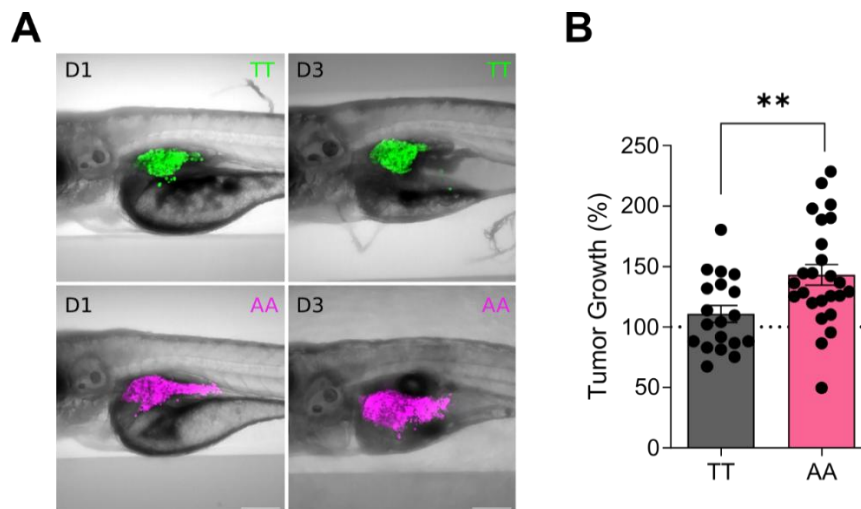 A
B
D1
TT
D3
TT
D1
AA
D3
AA
**
250
200
150
100
50
0
Tumor Growth (%)
TT
AA